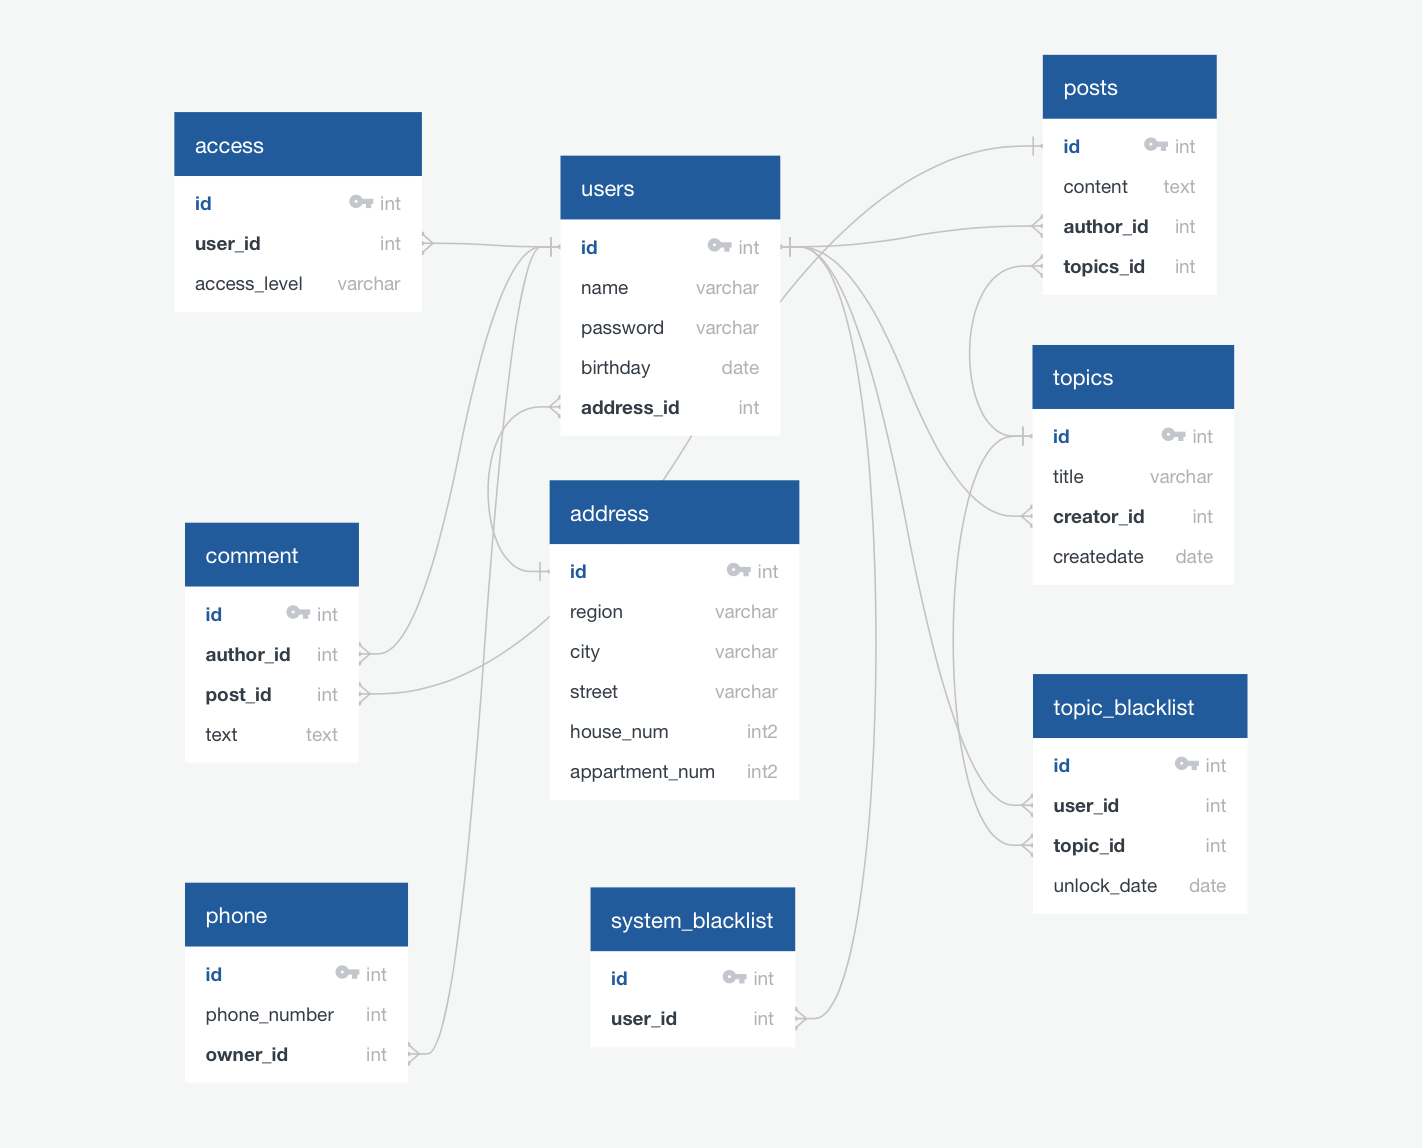 access
id int
user_id int
access_level varchar
users
id int
name varchar
password varchar
birthday date
address_id int
posts
id int
content text
author_id int
topics_id int
topics
id int
title varchar
creator_id int
createdate date
comment
id int
author_id int
post_id int
text text
address
id int
region varchar
city varchar
street varchar
house_num int2
appartment_num int2
topic_blacklist
id int
user_id int
topic_id int
unlock_date date
phone
id int
phone_number int
owner_id int
system_blacklist
id int
user_id int